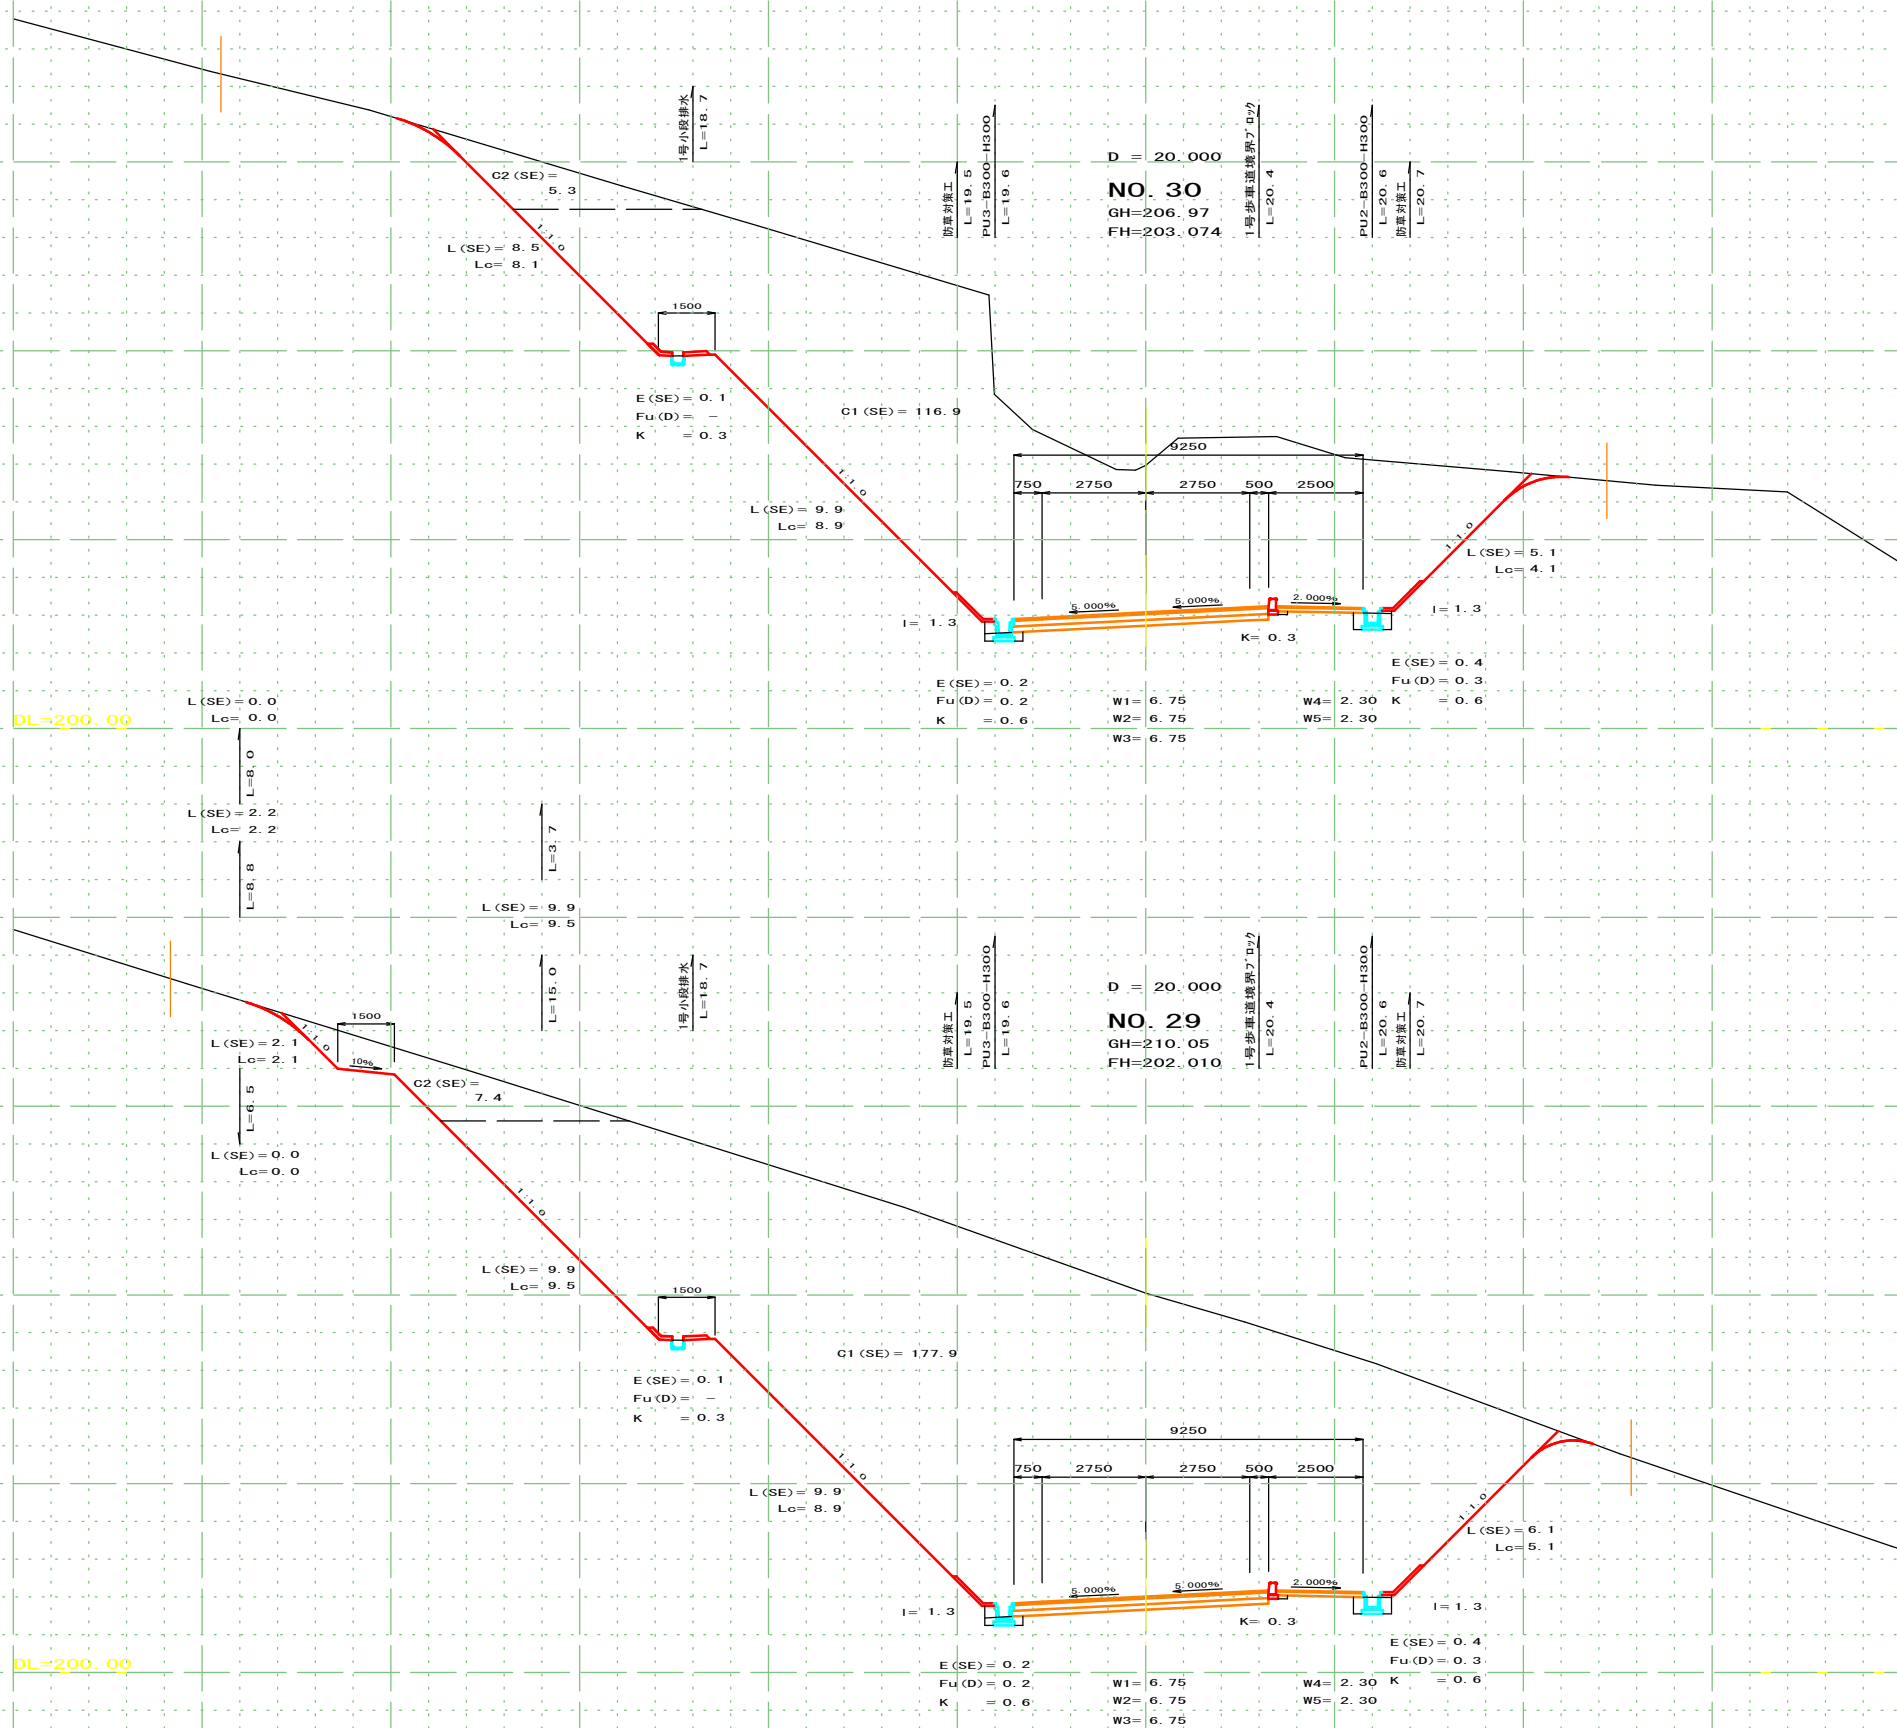 1号小段排水
L=18.7
防草対策工
L=19.5
PU3-B300-H300
L=19.6
D = 20.000
NO.30
GH=206.97
FH=203.074
1号歩車道境界ブロック
L=20.4
PU2-B300-H300
L=20.6
防草対策工
L=20.7
C2(SE)=
5.3
1:1.0
L(SE)= 8.5
Lc= 8.1
1500
E(SE)= 0.1
Fu(D)= -
K = 0.3
C1(SE)= 116.9
1:1.0
L(SE)= 9.9
Lc= 8.9
9250
750
2750
2750
500
2500
1:1.0
L(SE)= 5.1
Lc= 4.1
5.000%
5.000%
2.000%
I= 1.3
I= 1.3
K= 0.3
E(SE)= 0.2
Fu(D)= 0.2
K = 0.6
W1= 6.75
W2= 6.75
W3= 6.75
W4= 2.30
W5= 2.30
E(SE)= 0.4
Fu(D)= 0.3
K = 0.6
L(SE)=0.0
Lc= 0.0
DL=200.00
L=8.0
L(SE)=2.2
Lc= 2.2
L=8.8
L=3.7
L(SE)= 9.9
Lc= 9.5
L=15.0
1号小段排水
L=18.7
防草対策工
L=19.5
PU3-B300-H300
L=19.6
D = 20.000
NO.29
GH=210.05
FH=202.010
1号歩車道境界ブロック
L=20.4
PU2-B300-H300
L=20.6
防草対策工
L=20.7
1:1.0
1500
10%
L(SE)=2.1
Lc=2.1
C2(SE)=
7.4
L=6.5
L(SE)=0.0
Lc=0.0
1:1.0
L(SE)= 9.9
Lc= 9.5
1500
E(SE)= 0.1
Fu(D)= -
K = 0.3
C1(SE)= 177.9
1:1.0
L(SE)= 9.9
Lc= 8.9
9250
750
2750
2750
500
2500
1:1.0
L(SE)= 6.1
Lc= 5.1
5.000%
5.000%
2.000%
I= 1.3
I= 1.3
K= 0.3
E(SE)= 0.2
Fu(D)= 0.2
K = 0.6
W1= 6.75
W2= 6.75
W3= 6.75
W4= 2.30
W5= 2.30
E(SE)= 0.4
Fu(D)= 0.3
K = 0.6
DL=200.00